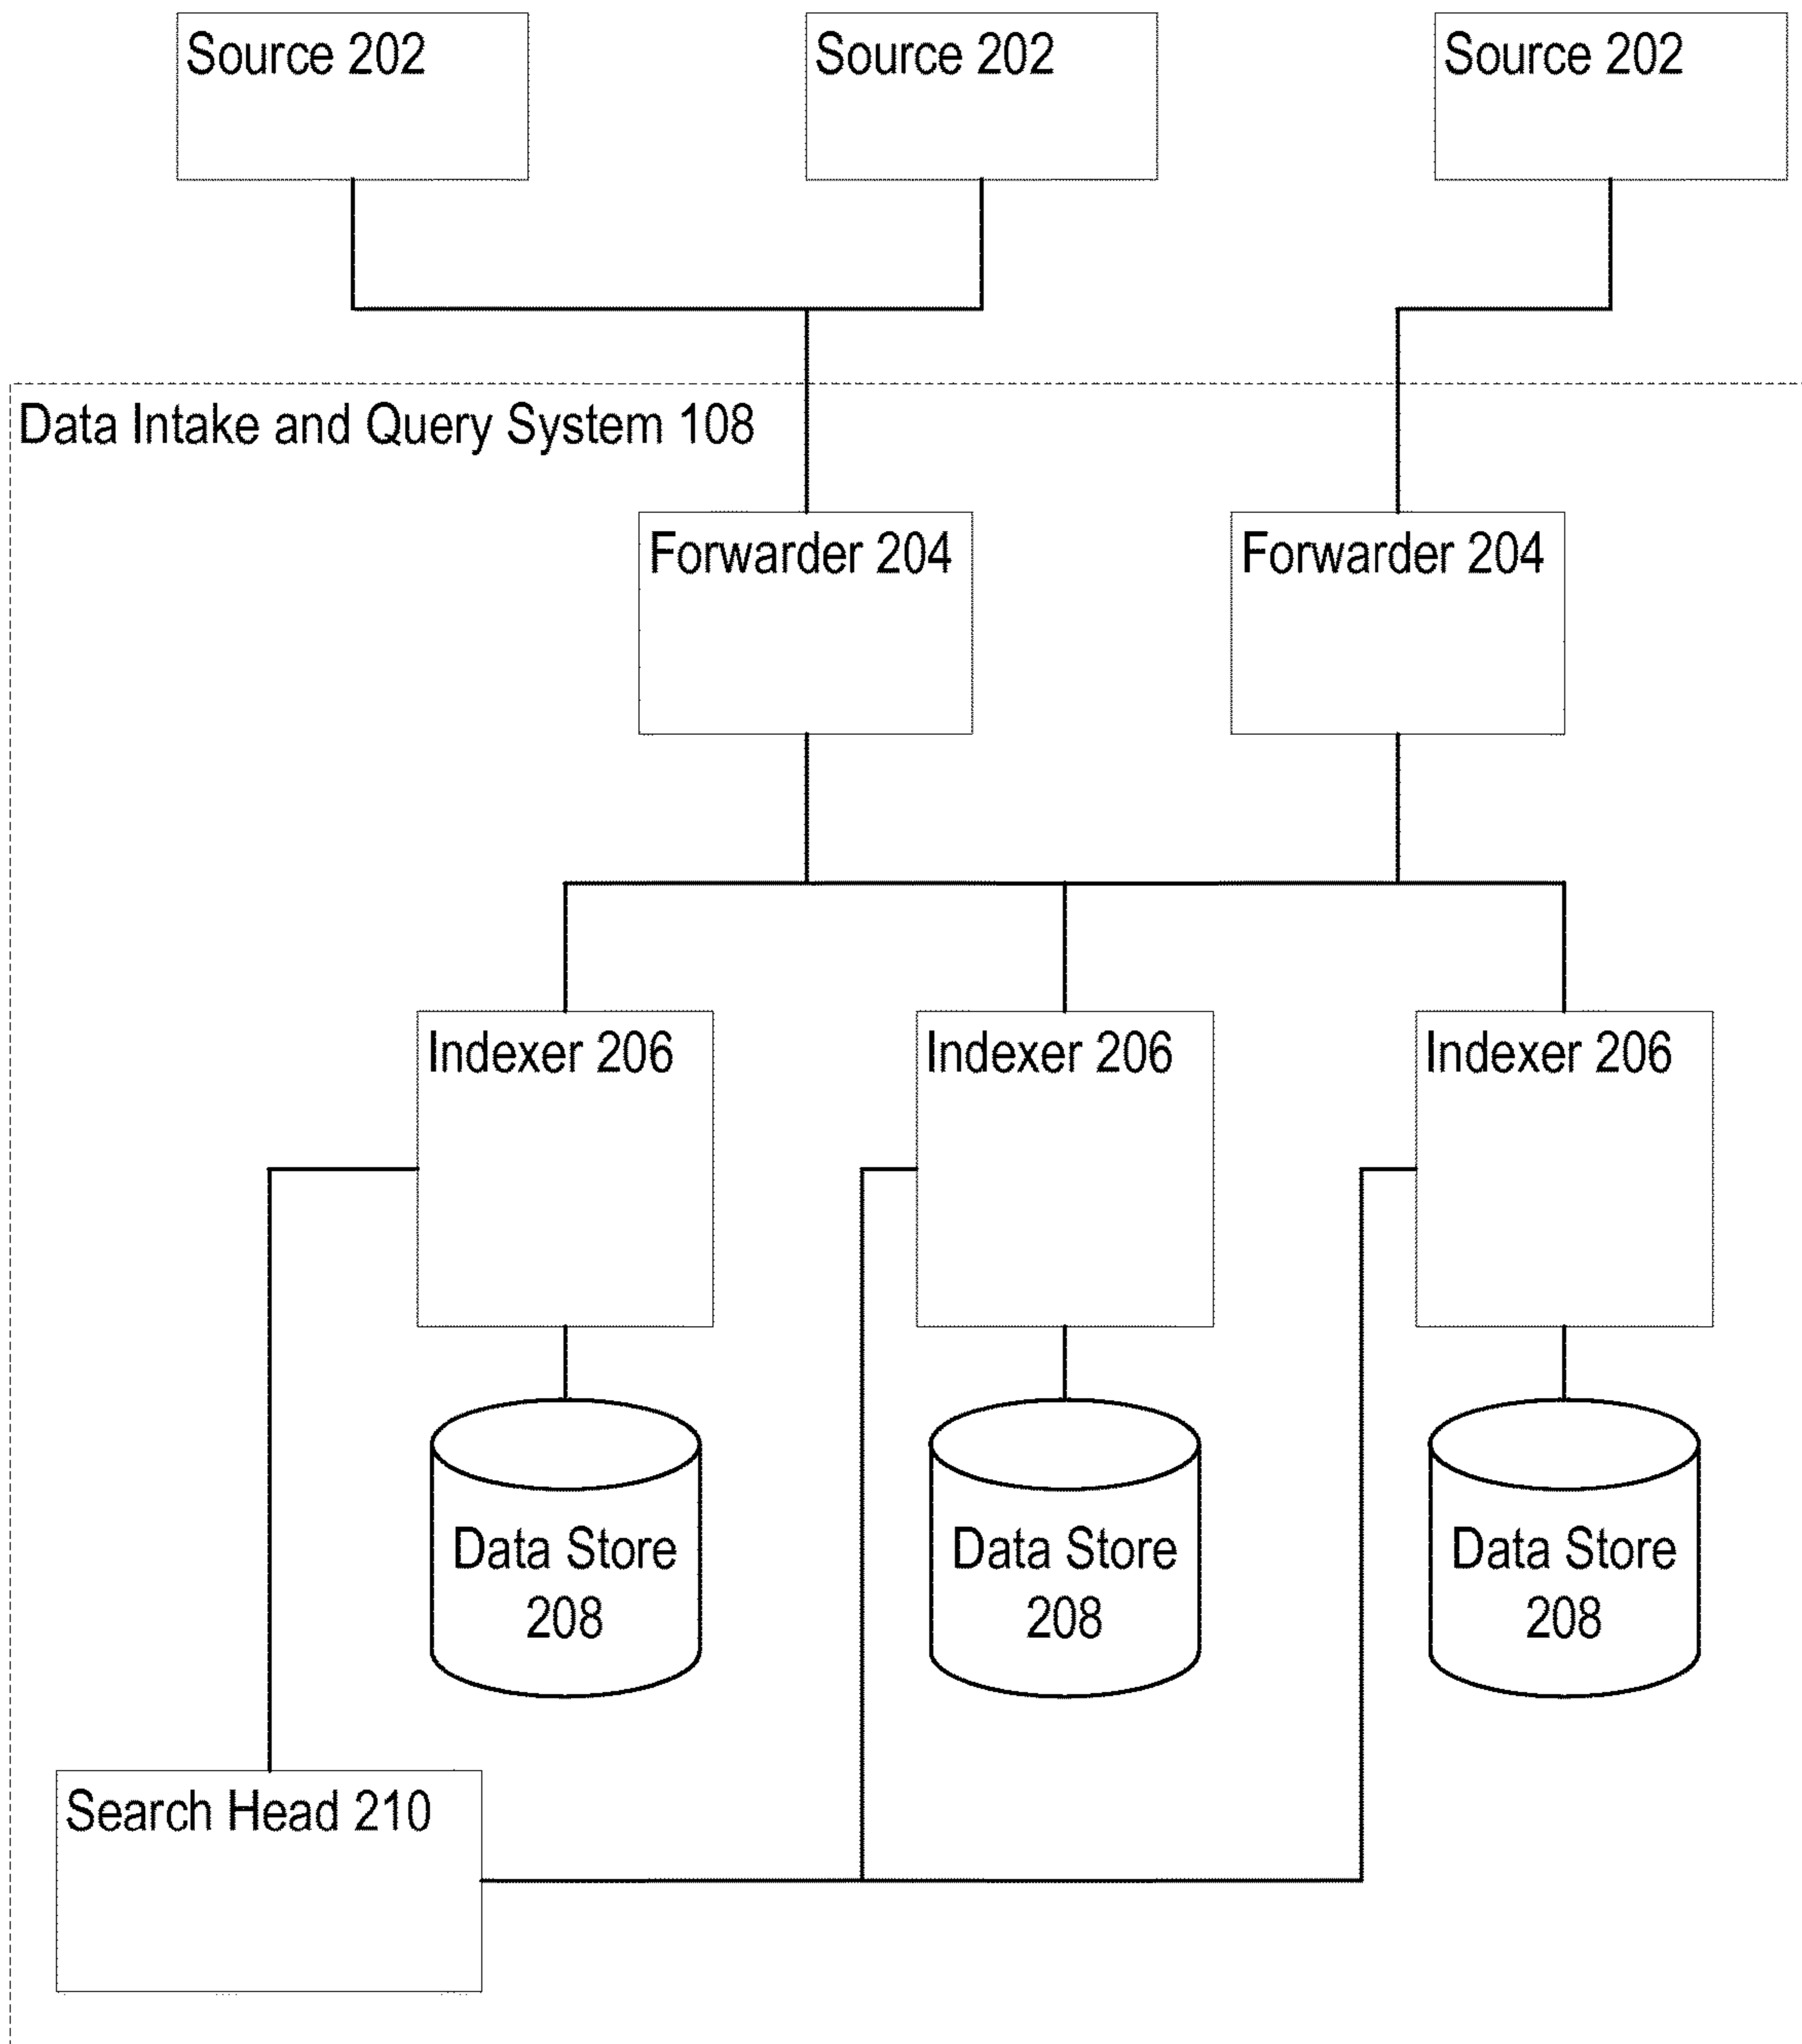 Source 202
Source 202
Source 202
Data Intake and Query System 108
Forwarder 204
Forwarder 204
Indexer 206
Indexer 206
Indexer 206
Data Store
208
Data Store
208
Data Store
208
Search Head 210